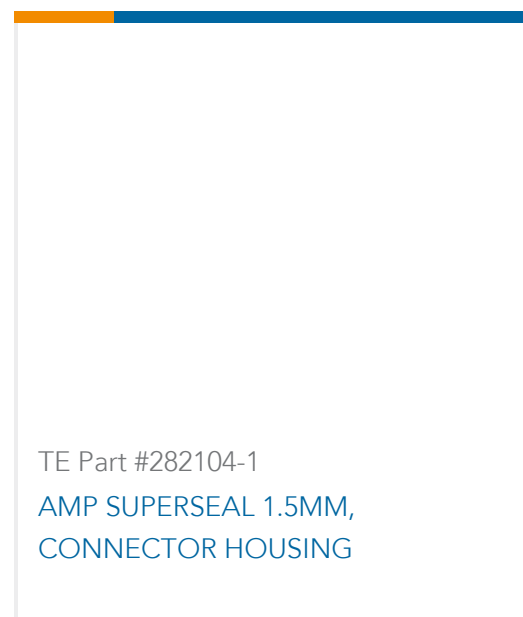 TE Part #282104-1
AMP SUPERSEAL 1.5MM,
CONNECTOR HOUSING